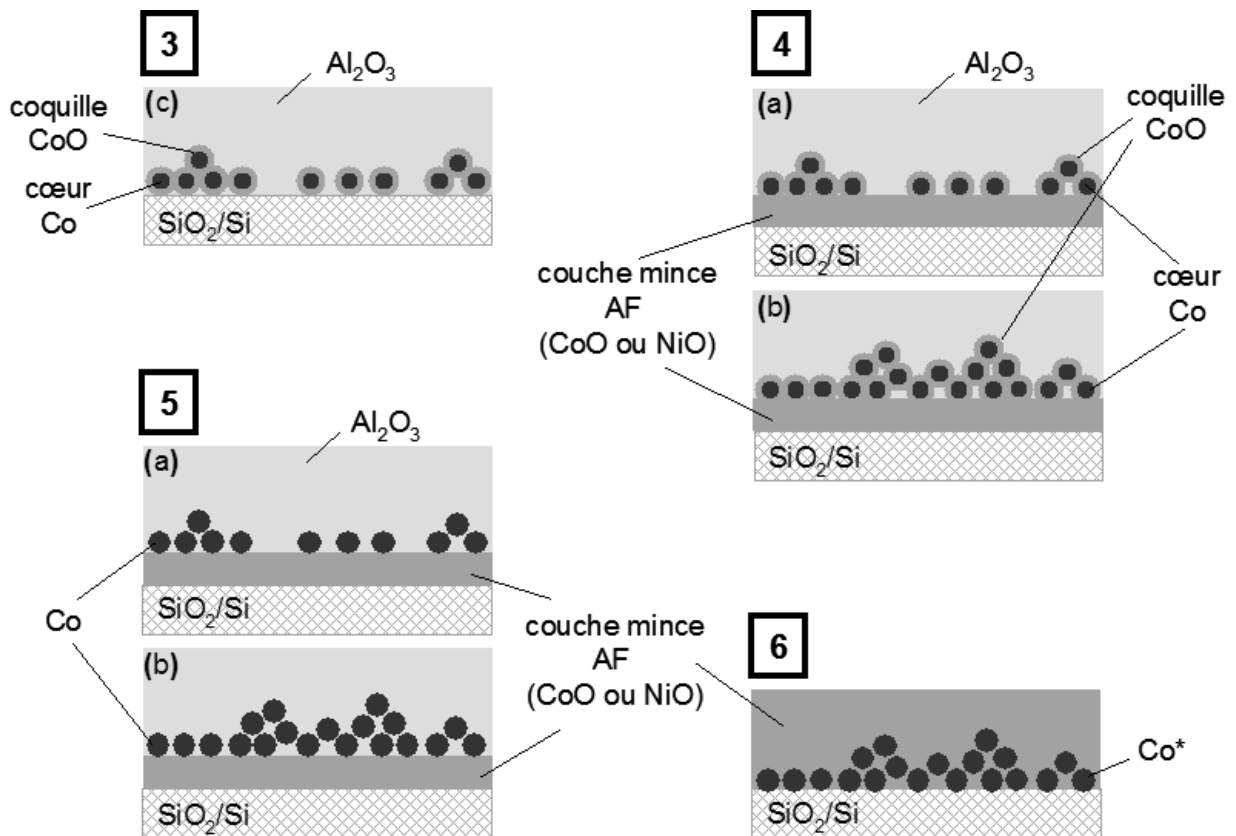 3
Al₂O₃
(c)
coquille
CoO
cœur
Co
SiO₂/Si
4
Al₂O₃
(a)
coquille
CoO
SiO₂/Si
couche mince
AF
(CoO ou NiO)
cœur
Co
(b)
SiO₂/Si
5
Al₂O₃
(a)
SiO₂/Si
Co
couche mince
AF
(CoO ou NiO)
(b)
SiO₂/Si
6
Co*
SiO₂/Si